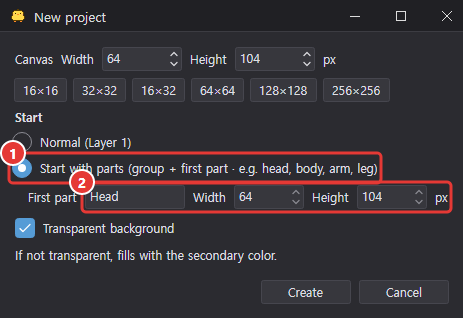 New project
Canvas Width 64 Height 104 px
16×16 32×32 16×32 64×64 128×128 256×256
Start
Normal (Layer 1)
1
Start with parts (group + first part · e.g. head, body, arm, leg)
2
First part Head Width 64 Height 104 px
Transparent background
If not transparent, fills with the secondary color.
Create Cancel